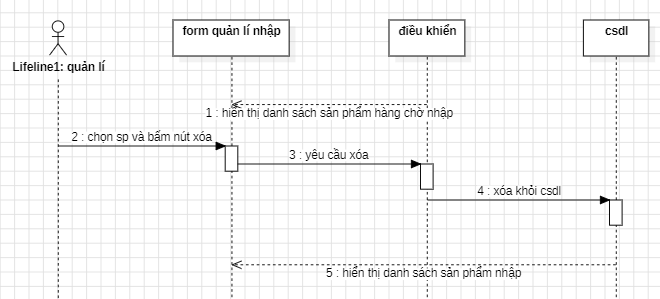 form quản lí nhập
điều khiển
csdl
Lifeline1: quản lí
1 : hiển thị danh sách sản phẩm hàng chờ nhập
2 : chọn sp và bấm nút xóa
3 : yêu cầu xóa
4 : xóa khỏi csdl
5 : hiển thị danh sách sản phẩm nhập